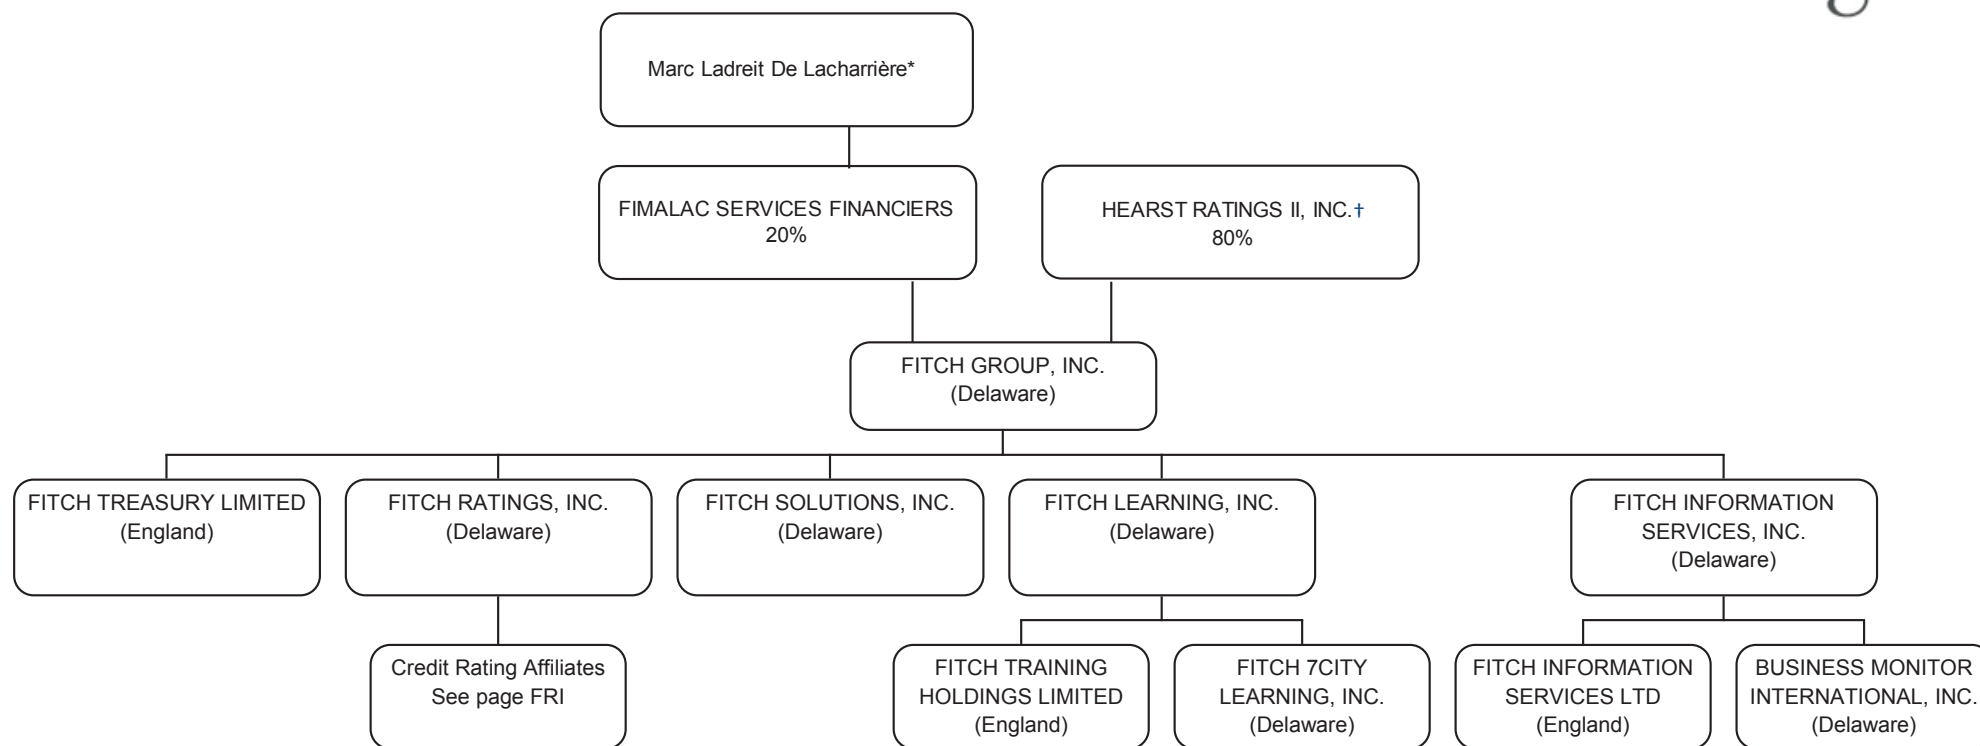 Marc Ladreit De Lacharrière*
FIMALAC SERVICES FINANCIERS
20%
HEARST RATINGS II, INC.†
80%
FITCH GROUP, INC.
(Delaware)
FITCH TREASURY LIMITED
(England)
FITCH RATINGS, INC.
(Delaware)
FITCH SOLUTIONS, INC.
(Delaware)
FITCH LEARNING, INC.
(Delaware)
FITCH INFORMATION
SERVICES, INC.
(Delaware)
Credit Rating Affiliates
See page FRI
FITCH TRAINING
HOLDINGS LIMITED
(England)
FITCH 7CITY
LEARNING, INC.
(Delaware)
FITCH INFORMATION
SERVICES LTD
(England)
BUSINESS MONITOR
INTERNATIONAL, INC.
(Delaware)